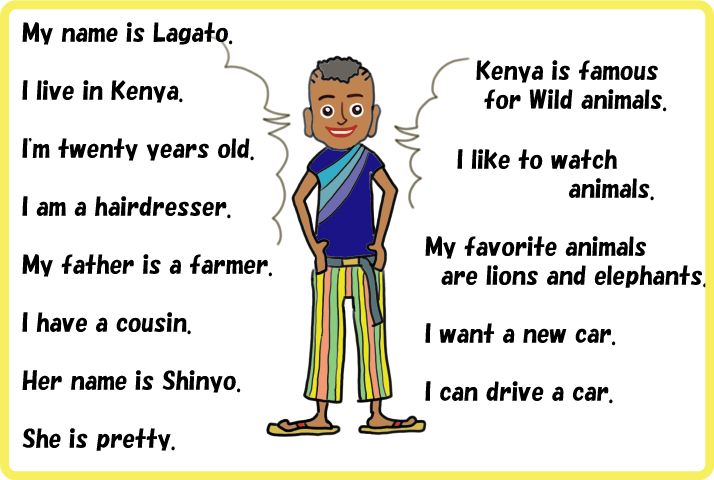 My name is Lagato.
I live in Kenya.
I'm twenty years old.
I am a hairdresser.
My father is a farmer.
I have a cousin.
Her name is Shinyo.
She is pretty.
Kenya is famous
for Wild animals.
I like to watch
animals.
My favorite animals
are lions and elephants.
I want a new car.
I can drive a car.